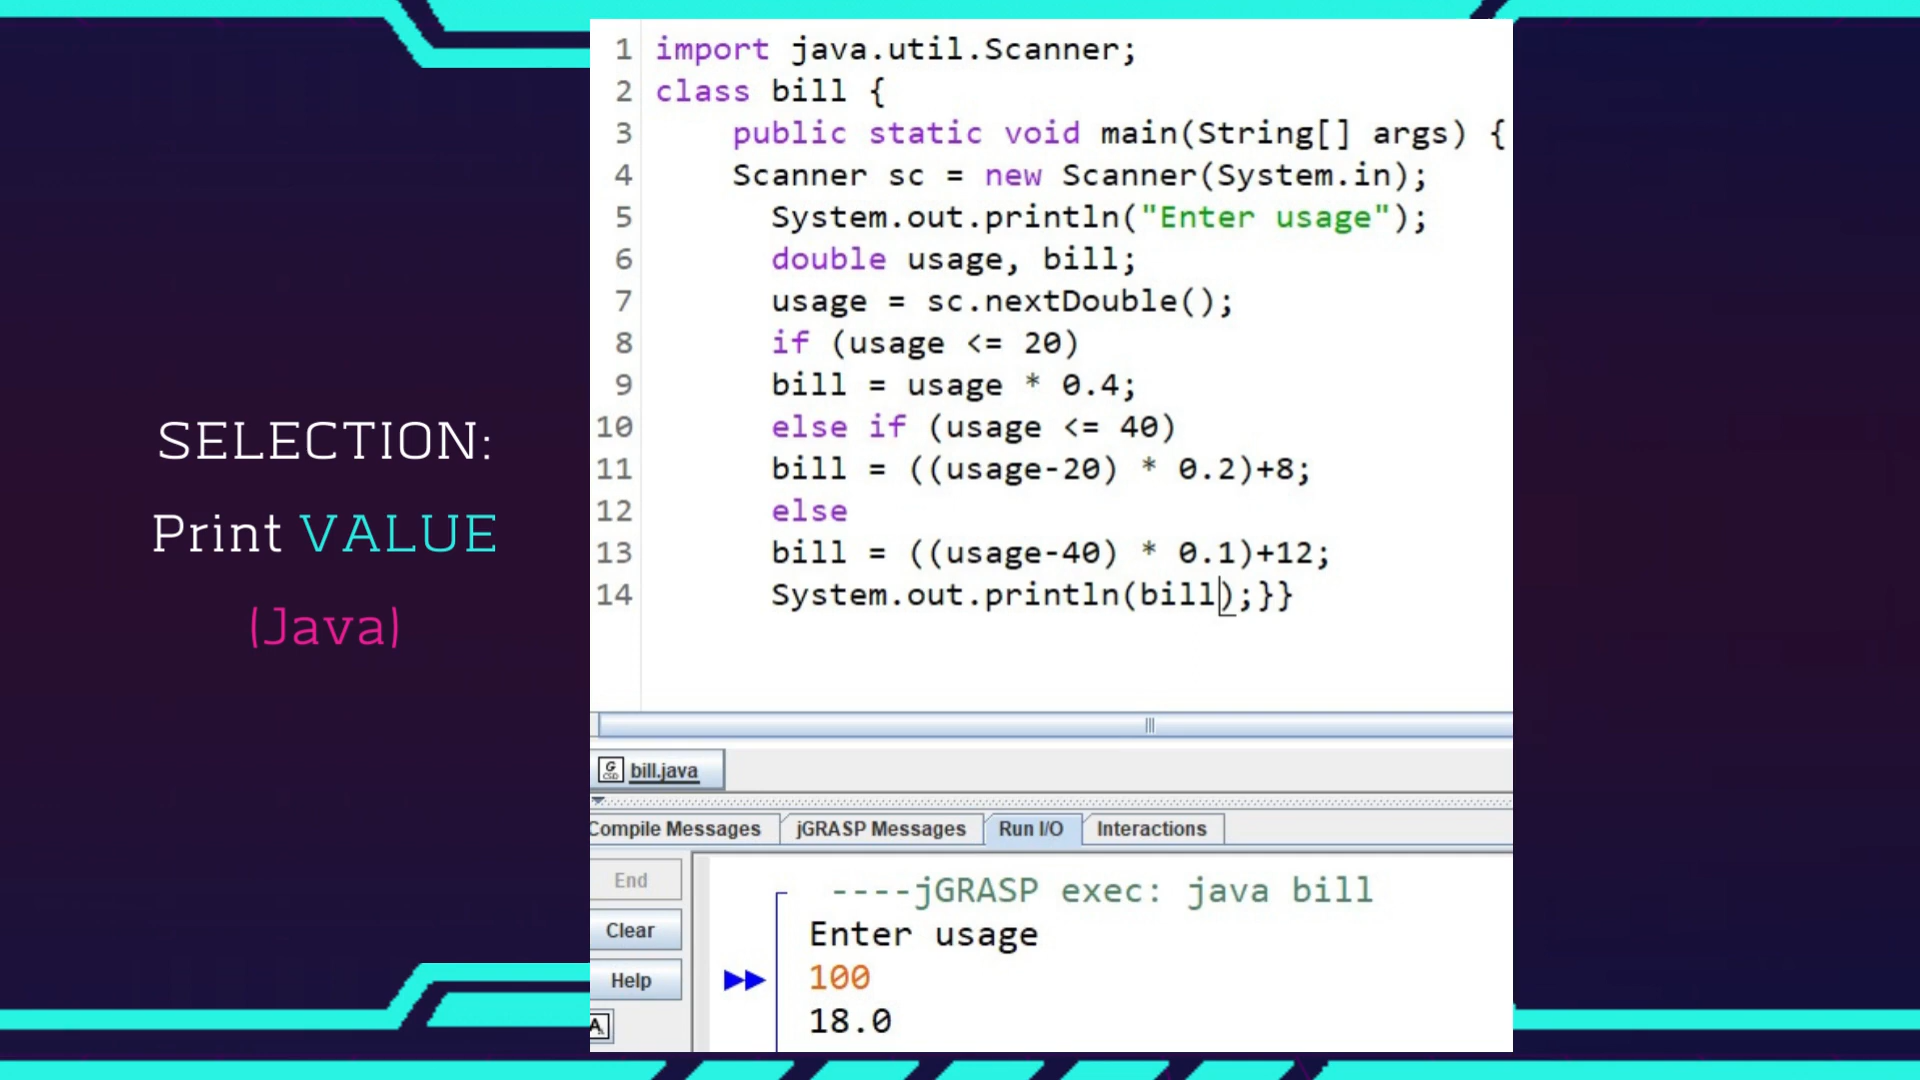 SELECTION:
Print VALUE
(Java)
1 import java.util.Scanner;
2 class bill {
3 public static void main(String[] args) {
4 Scanner sc = new Scanner(System.in);
5 System.out.println("Enter usage");
6 double usage, bill;
7 usage = sc.nextDouble();
8 if (usage <= 20)
9 bill = usage * 0.4;
10 else if (usage <= 40)
11 bill = ((usage-20) * 0.2)+8;
12 else
13 bill = ((usage-40) * 0.1)+12;
14 System.out.println(bill);}}
G CSD bill.java
Compile Messages jGRASP Messages Run I/O Interactions
End
Clear
Help
A
----jGRASP exec: java bill
Enter usage
100
18.0